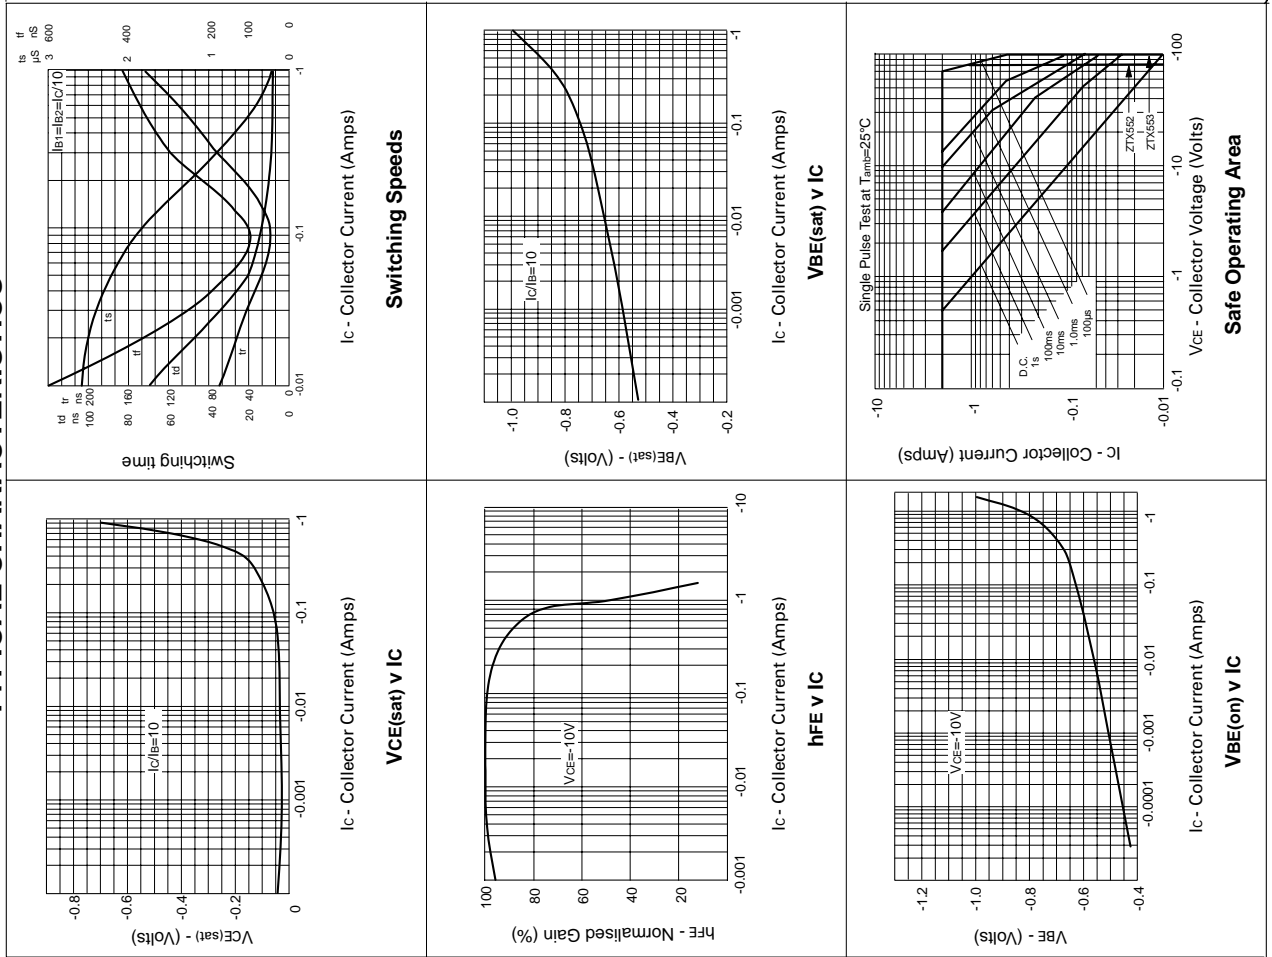 VCE(sat) - (Volts)
-0.8
-0.6
-0.4
-0.2
0
IC/IB=10
-0.001
-0.01
-0.1
-1
IC - Collector Current (Amps)
VCE(sat) v IC
Switching time
td tr
ns ns
100 200
80 160
60 120
40 80
20 40
0 0
ts tf
µS nS
3 600
2 400
1 200
100
0 0
IB1=IB2=IC/10
ts
tf
td
tr
-0.01
-0.1
-1
IC - Collector Current (Amps)
Switching Speeds
hFE - Normalised Gain (%)
100
80
60
40
20
VCE=-10V
-0.001
-0.01
-0.1
-1
-10
IC - Collector Current (Amps)
hFE v IC
VBE(sat) - (Volts)
-1.0
-0.8
-0.6
-0.4
-0.2
IC/IB=10
-0.001
-0.01
-0.1
-1
IC - Collector Current (Amps)
VBE(sat) v IC
VBE - (Volts)
-1.2
-1.0
-0.8
-0.6
-0.4
VCE=-10V
-0.0001
-0.001
-0.01
-0.1
-1
IC - Collector Current (Amps)
VBE(on) v IC
IC - Collector Current (Amps)
-10
-1
-0.1
-0.01
Single Pulse Test at Tamb=25°C
D.C.
1s
100ms
10ms
1.0ms
100µs
ZTX552
ZTX553
-0.1
-1
-10
-100
VCE - Collector Voltage (Volts)
Safe Operating Area